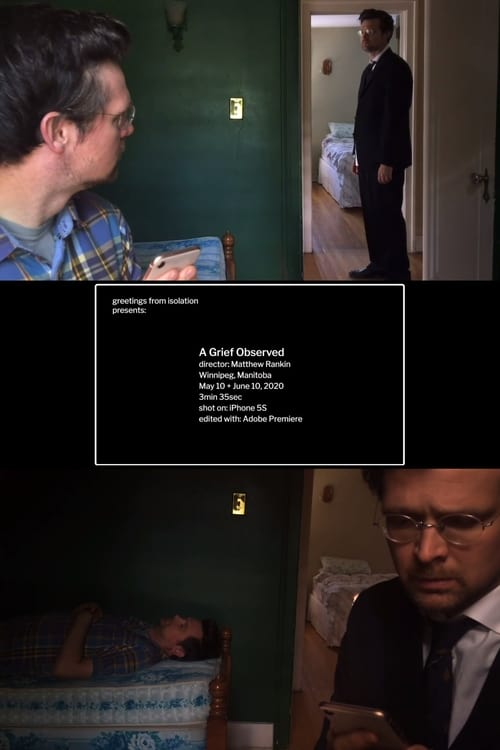 greetings from isolation
presents:
A Grief Observed
director: Matthew Rankin
Winnipeg, Manitoba
May 10 + June 10, 2020
3min 35sec
shot on: iPhone 5S
edited with: Adobe Premiere